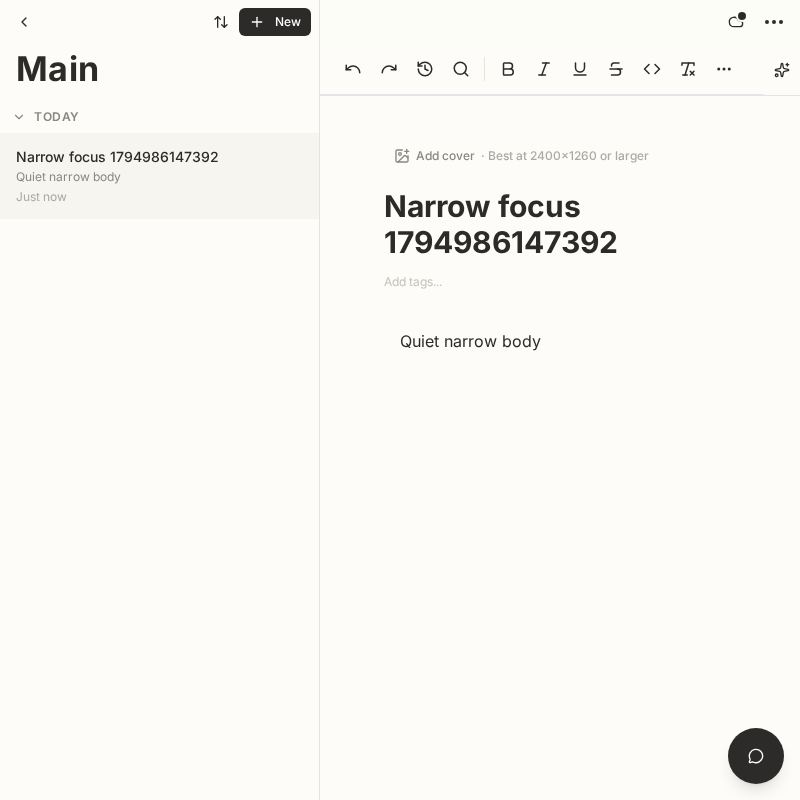 New
Main
TODAY
Narrow focus 1794986147392
Quiet narrow body
Just now
Add cover · Best at 2400×1260 or larger
Narrow focus
1794986147392
Add tags...
Quiet narrow body